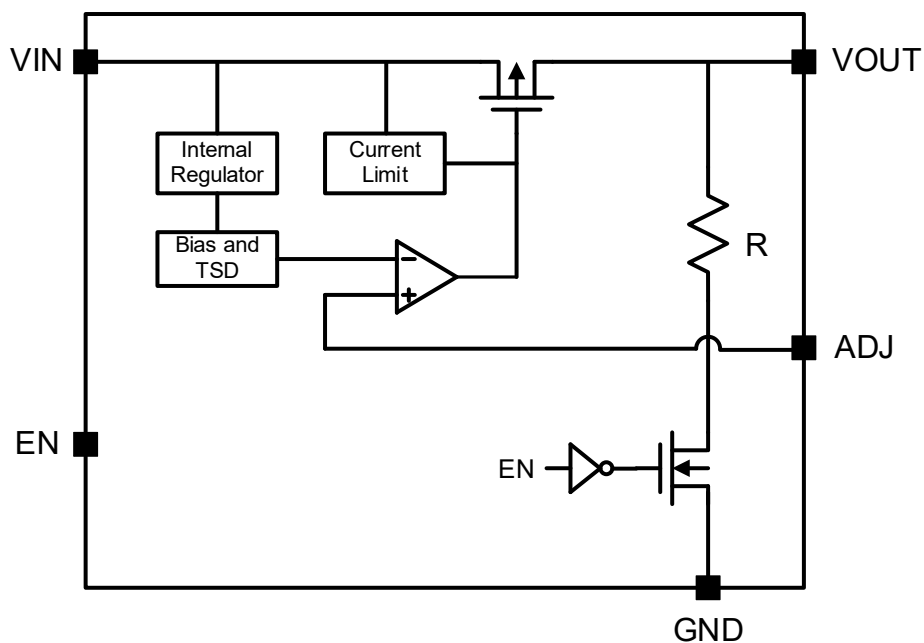 VIN
VOUT
Internal
Regulator
Current
Limit
Bias and
TSD
−
+
R
ADJ
EN
EN
GND